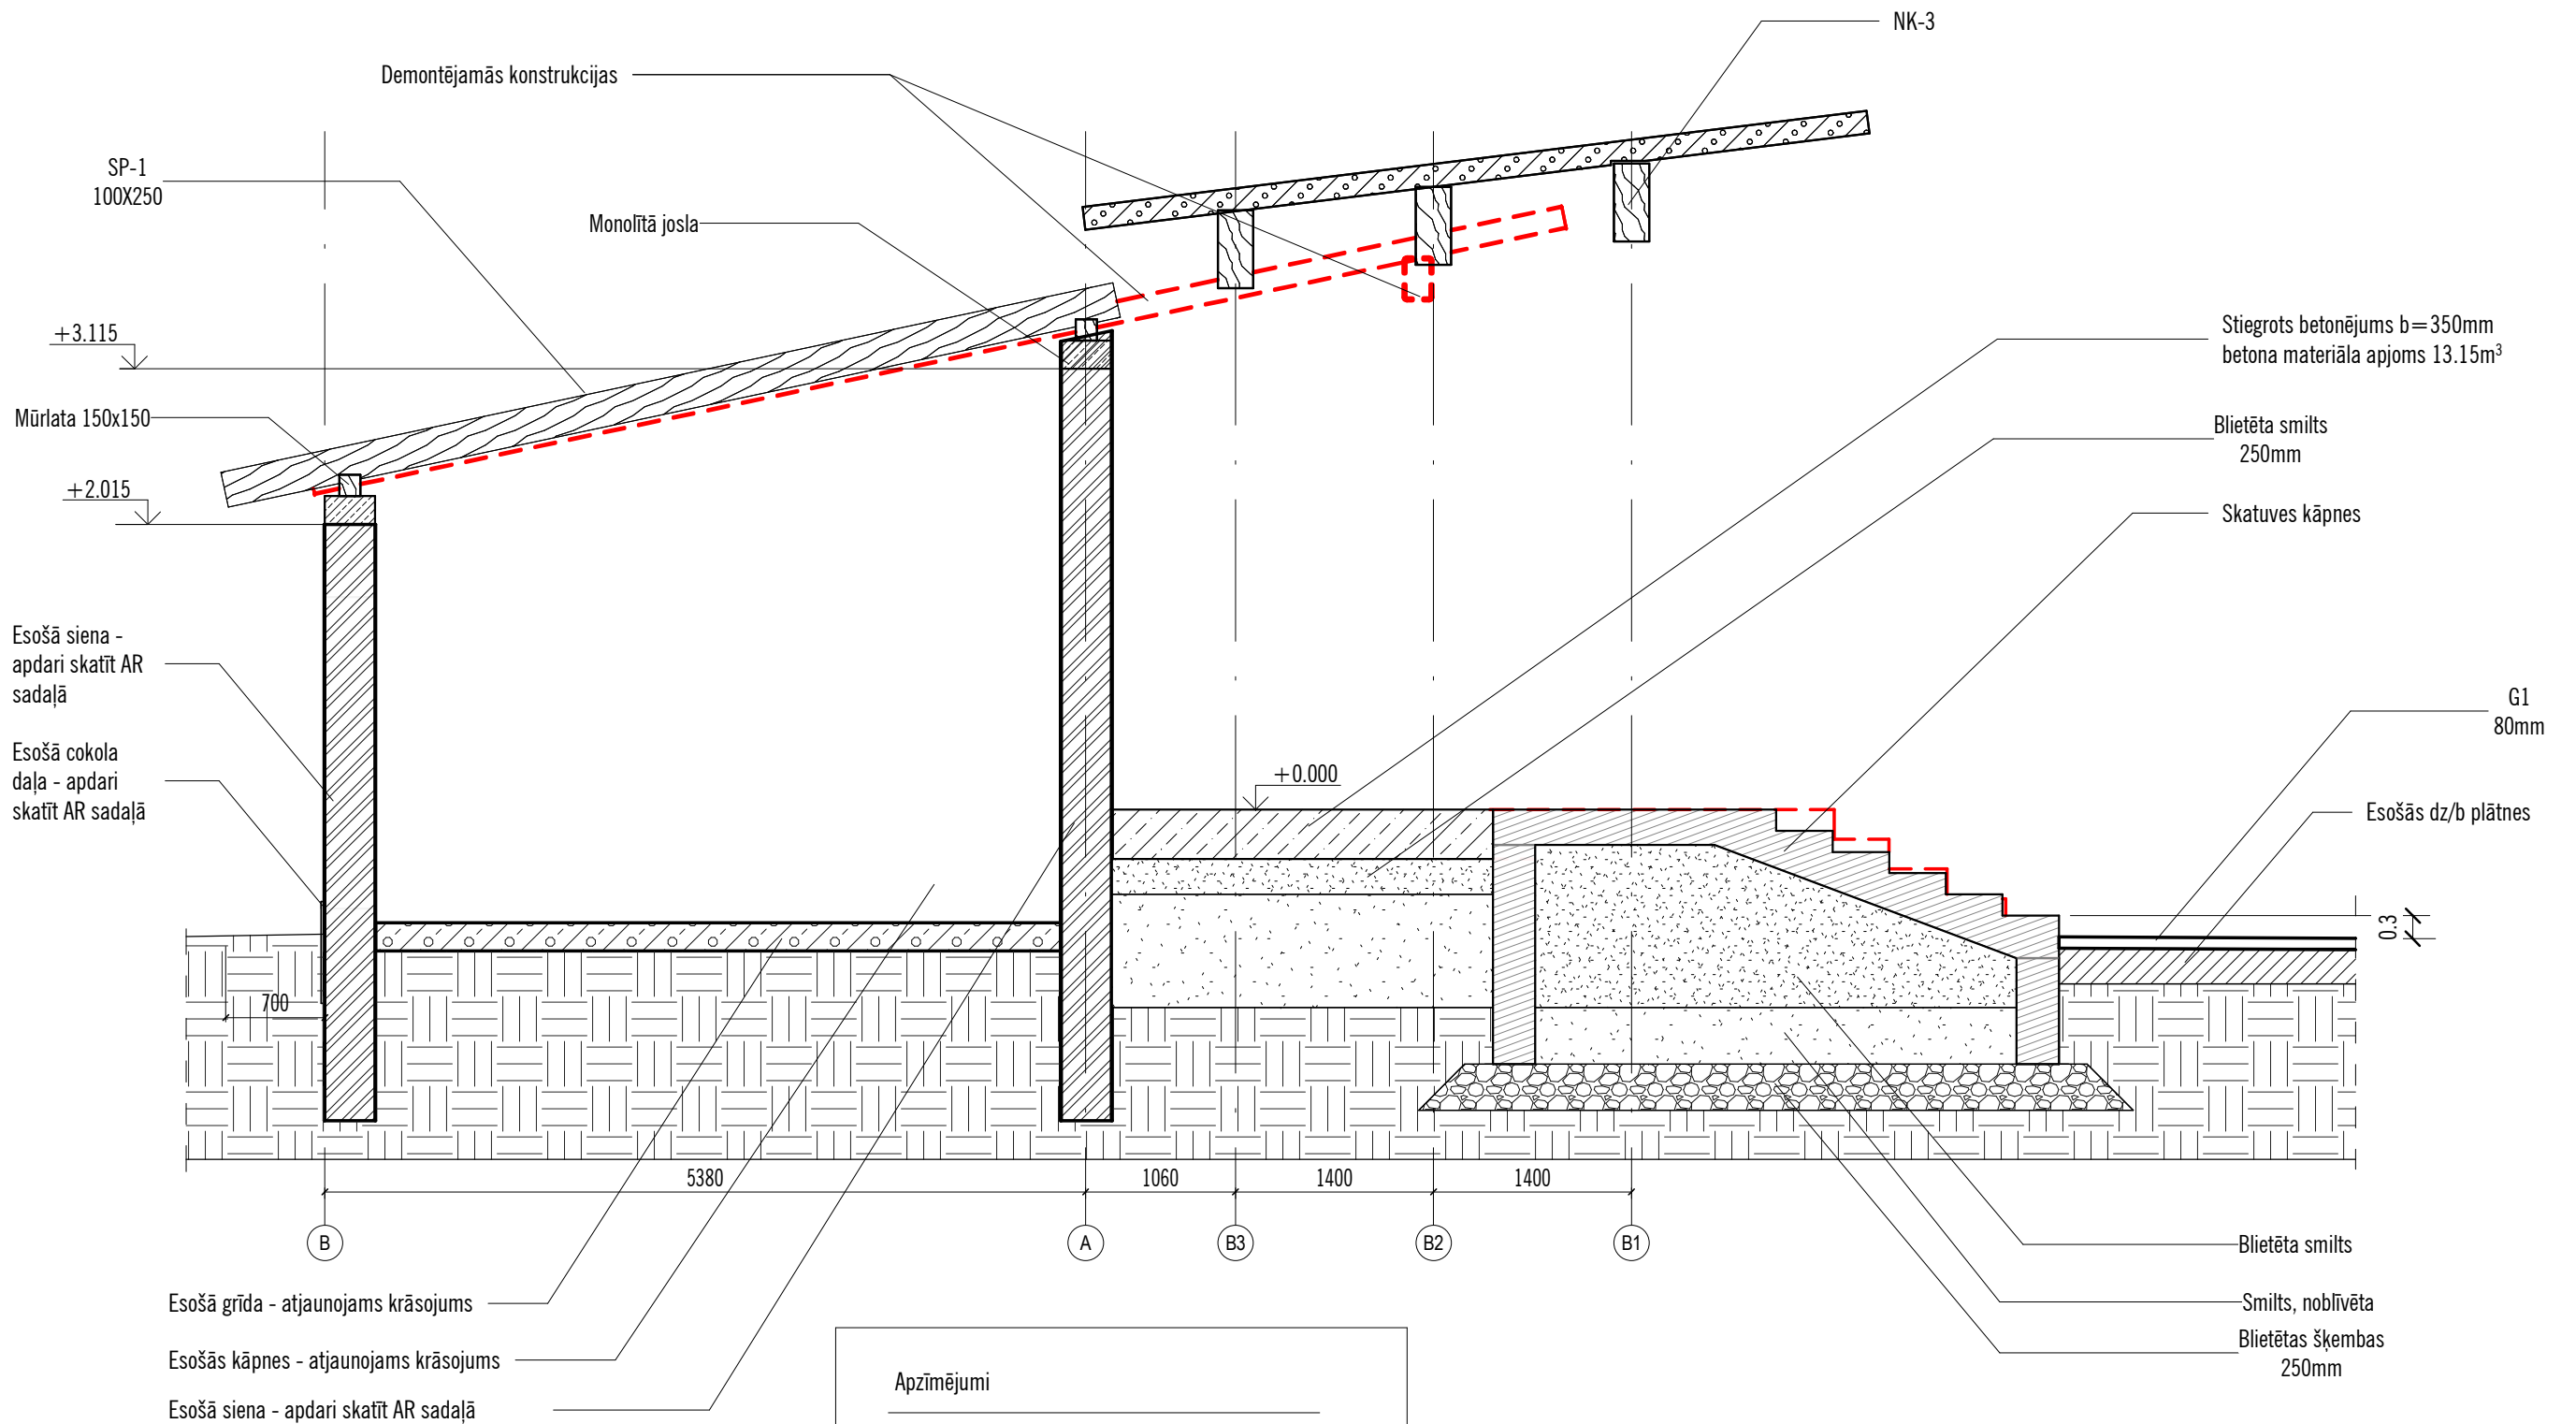 NK-3
Demontējamās konstrukcijas
SP-1
100X250
Monolītā josla
+3.115
Stiegrots betonējums b=350mm
betona materiāla apjoms 13.15m³
Mūrlata 150x150
Blietēta smilts
250mm
+2.015
Skatuves kāpnes
Esošā siena -
apdari skatīt AR
sadaļā
G1
80mm
Esošā cokola
daļa - apdari
skatīt AR sadaļā
+0.000
Esošās dz/b plātnes
0.3
700
5380
1060
1400
1400
B
A
B3
B2
B1
Blietēta smilts
Esošā grīda - atjaunojams krāsojums
Smilts, noblīvēta
Blietētas šķembas
250mm
Esošās kāpnes - atjaunojams krāsojums
Apzīmējumi
Esošā siena - apdari skatīt AR sadaļā